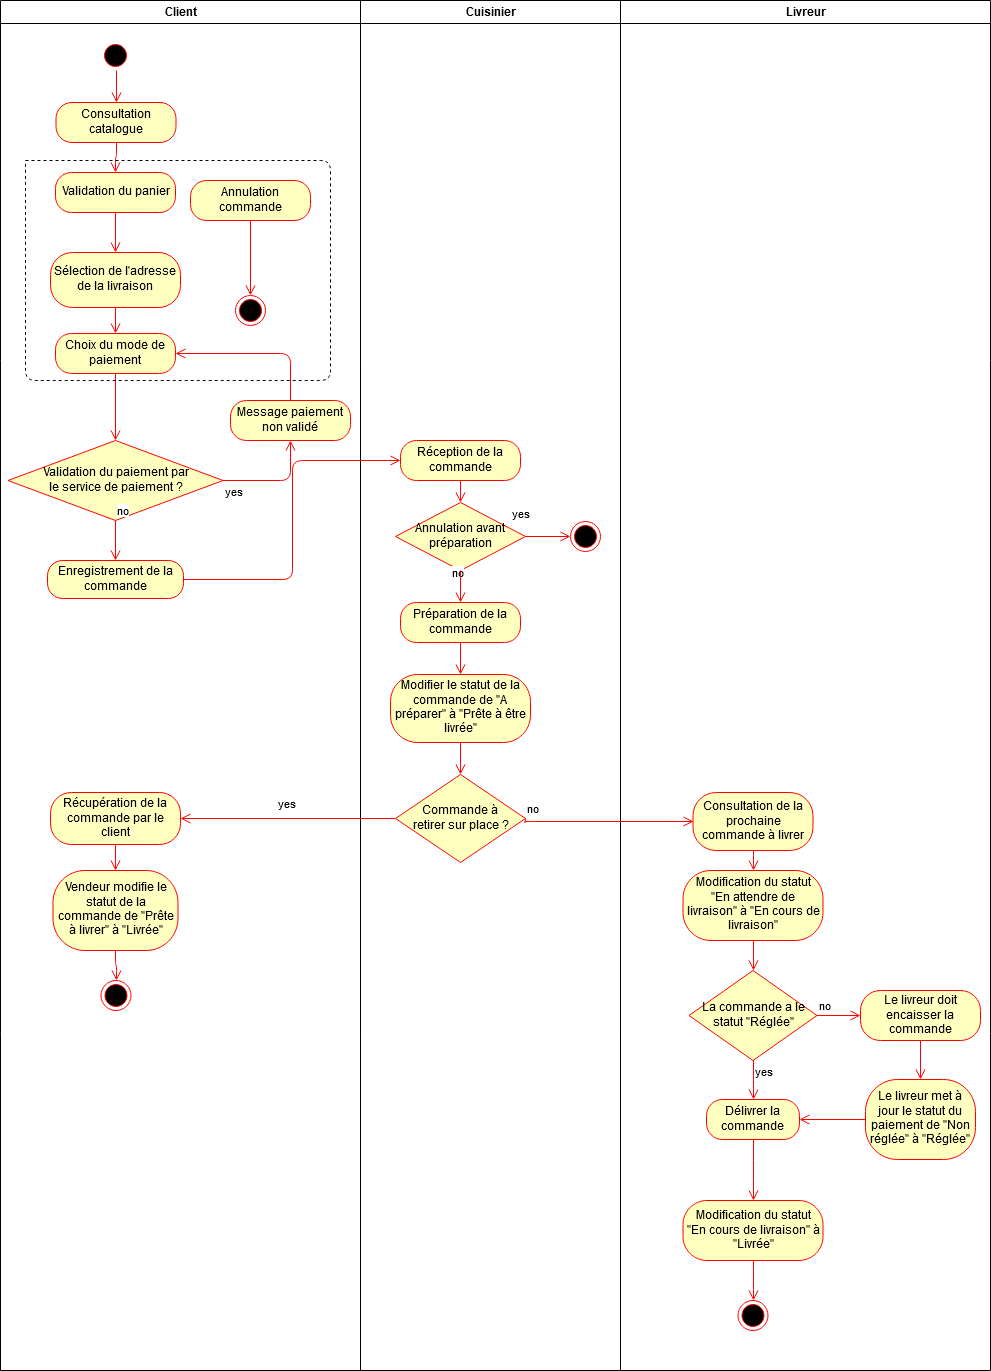 Client
Cuisinier
Livreur
Consultation
catalogue
Validation du panier
Annulation
commande
Sélection de l'adresse
de la livraison
Choix du mode de
paiement
Message paiement
non validé
Validation du paiement par
le service de paiement ?
yes
no
Enregistrement de la
commande
Réception de la
commande
Annulation avant
préparation
yes
no
Préparation de la
commande
Modifier le statut de la
commande de "A
préparer" à "Prête à être
livrée"
Commande à
retirer sur place ?
yes
no
Récupération de la
commande par le
client
Vendeur modifie le
statut de la
commande de "Prête
à livrer" à "Livrée"
Consultation de la
prochaine
commande à livrer
Modification du statut
"En attendre de
livraison" à "En cours de
livraison"
La commande a le
statut "Réglée"
no
yes
Le livreur doit
encaisser la
commande
Le livreur met à
jour le statut du
paiement de "Non
réglée" à "Réglée"
Délivrer la
commande
Modification du statut
"En cours de livraison" à
"Livrée"